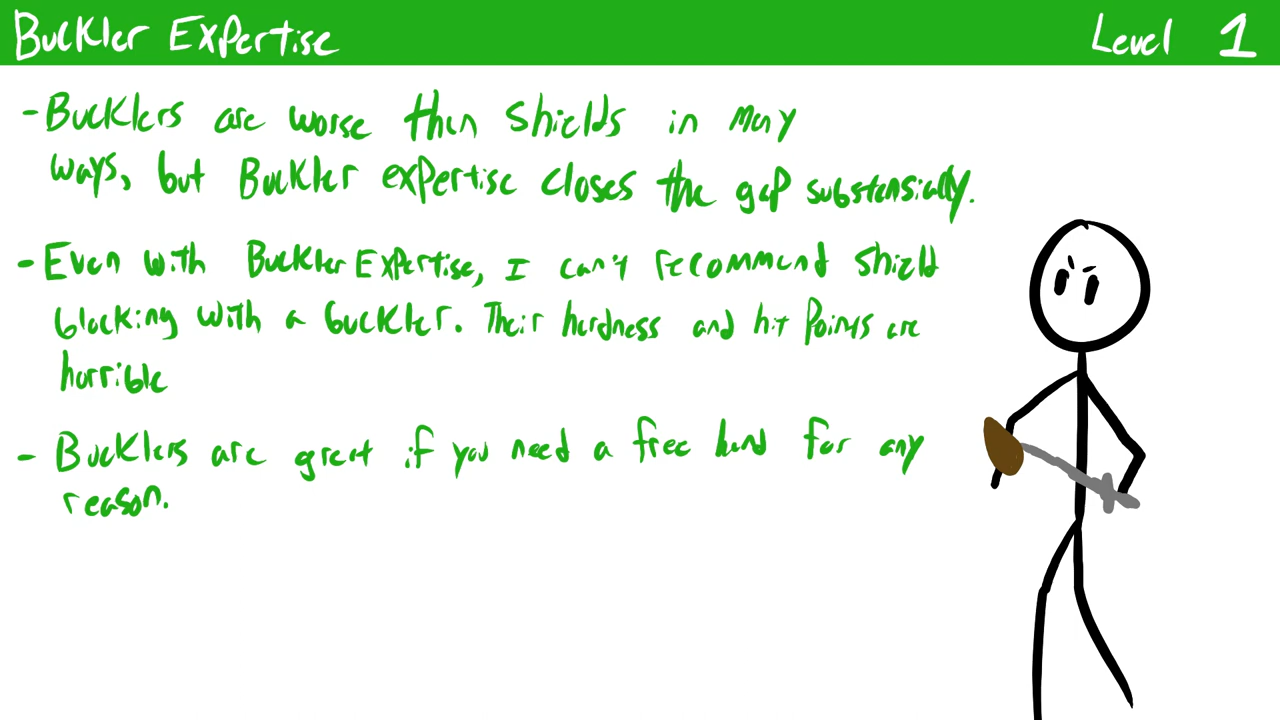 Buckler Expertise
Level 1
- Bucklers are worse then shields in many
ways, but Buckler expertise closes the gap substansially.
- Even with Buckler Expertise, I can't recommend shield
blocking with a buckler. Their hardness and hit points are
horrible
- Bucklers are great if you need a free hand for any
reason.